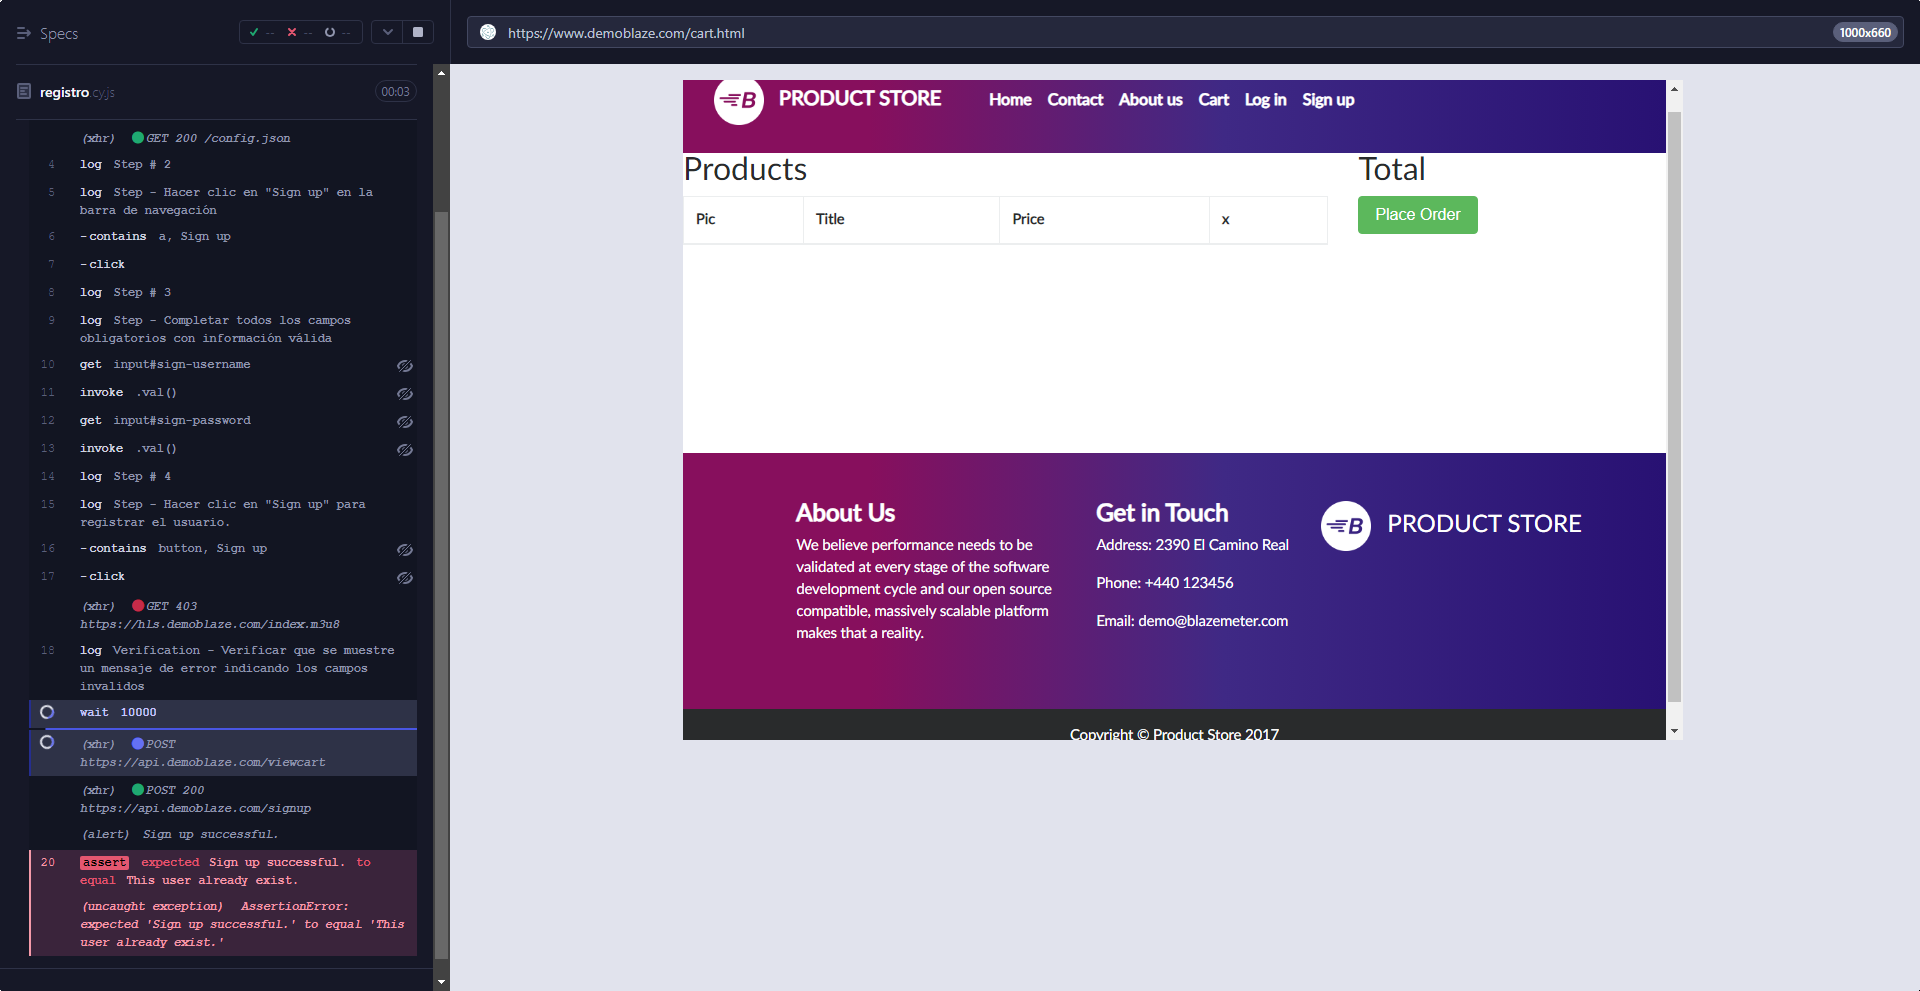 Specs
-- -- --
registro.cy.js 00:03
(xhr) GET 200 /config.json
4 log Step # 2
5 log Step - Hacer clic en "Sign up" en la
barra de navegación
6 -contains a, Sign up
7 -click
8 log Step # 3
9 log Step - Completar todos los campos
obligatorios con información válida
10 get input#sign-username
11 invoke .val()
12 get input#sign-password
13 invoke .val()
14 log Step # 4
15 log Step - Hacer clic en "Sign up" para
registrar el usuario.
16 -contains button, Sign up
17 -click
(xhr) GET 403
https://hls.demoblaze.com/index.m3u8
18 log Verification - Verificar que se muestre
un mensaje de error indicando los campos
invalidos
wait 10000
(xhr) POST
https://api.demoblaze.com/viewcart
(xhr) POST 200
https://api.demoblaze.com/signup
(alert) Sign up successful.
20 assert expected Sign up successful. to
equal This user already exist.
(uncaught exception) AssertionError:
expected 'Sign up successful.' to equal 'This
user already exist.'
https://www.demoblaze.com/cart.html 1000x660
B PRODUCT STORE Home Contact About us Cart Log in Sign up
Products
Pic Title Price x
Total
Place Order
About Us
We believe performance needs to be
validated at every stage of the software
development cycle and our open source
compatible, massively scalable platform
makes that a reality.
Get in Touch
Address: 2390 El Camino Real
Phone: +440 123456
Email: demo@blazemeter.com
B PRODUCT STORE
Copyright © Product Store 2017